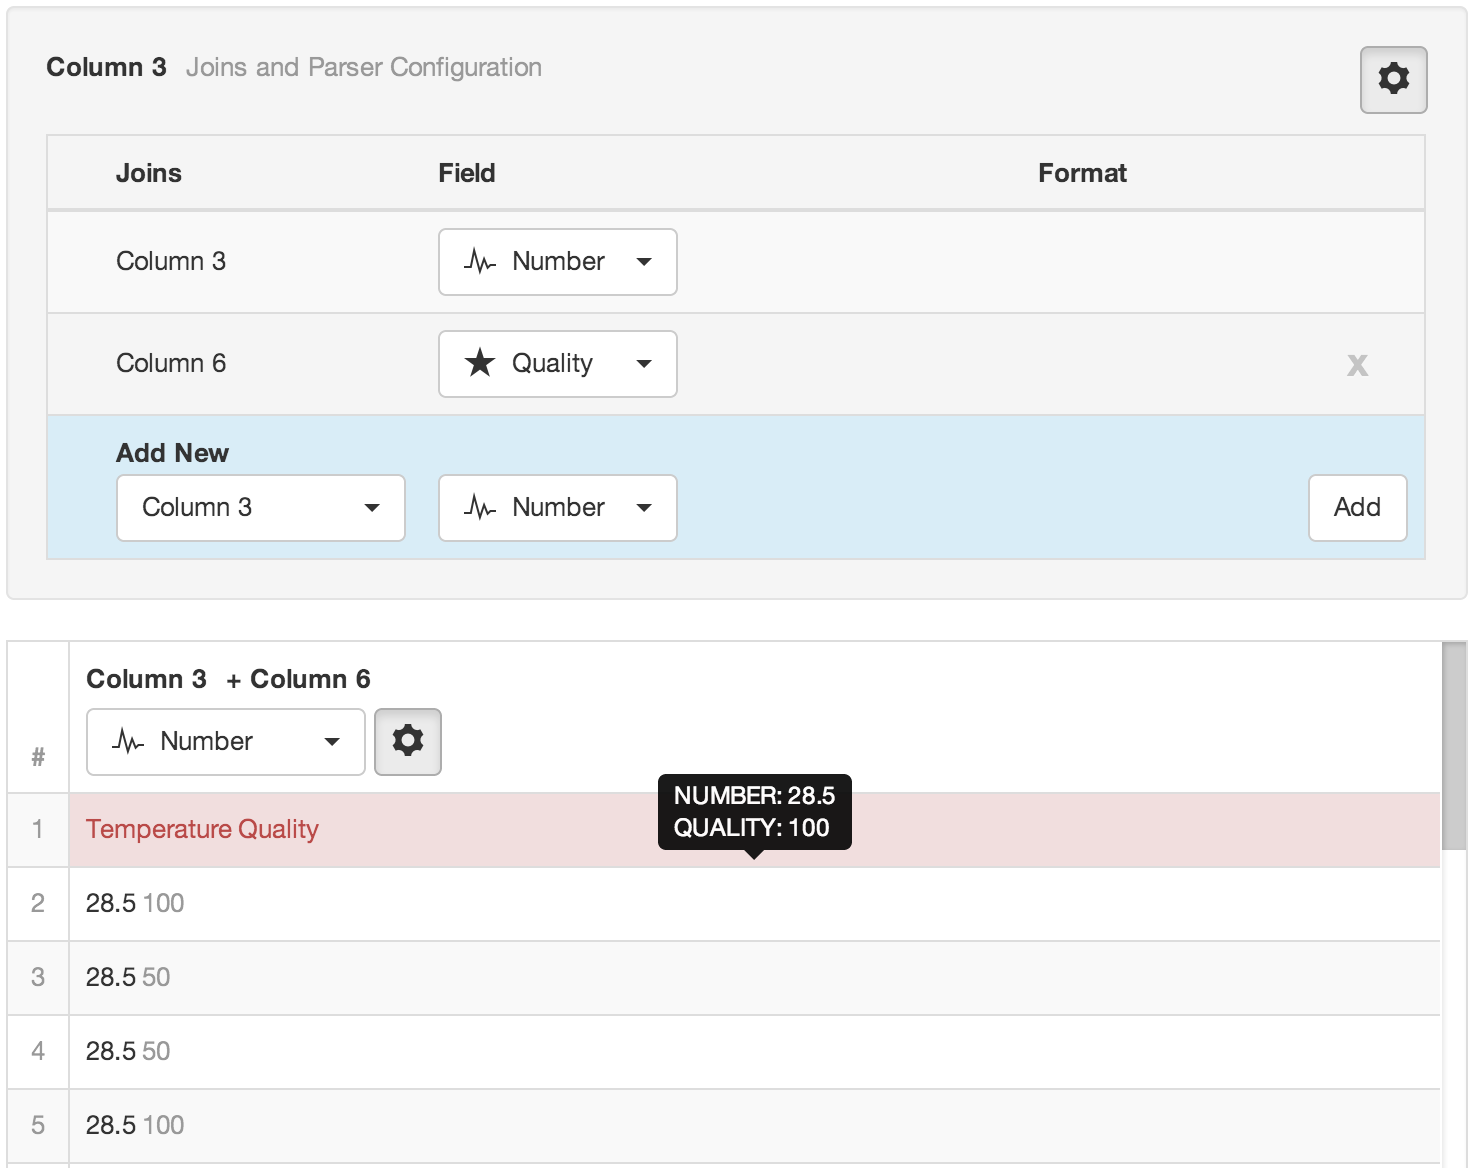 Column 3 Joins and Parser Configuration
Joins Field Format
Column 3 Number
Column 6 Quality x
Add New
Column 3 Number Add
Column 3 + Column 6
Number
#
NUMBER: 28.5
QUALITY: 100
1 Temperature Quality
2 28.5 100
3 28.5 50
4 28.5 50
5 28.5 100